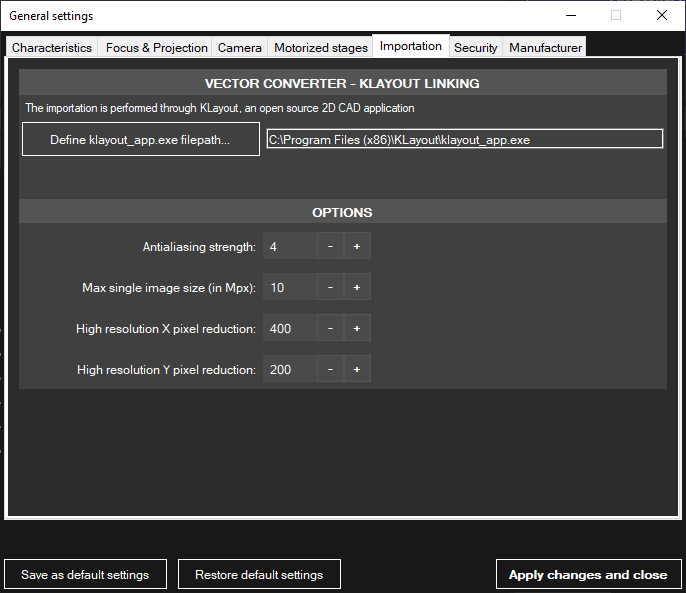 General settings
Characteristics Focus & Projection Camera Motorized stages Importation Security Manufacturer
VECTOR CONVERTER - KLAYOUT LINKING
The importation is performed through KLayout, an open source 2D CAD application
Define klayout_app.exe filepath... C:\Program Files (x86)\KLayout\klayout_app.exe
OPTIONS
Antialiasing strength: 4 - +
Max single image size (in Mpx): 10 - +
High resolution X pixel reduction: 400 - +
High resolution Y pixel reduction: 200 - +
Save as default settings Restore default settings Apply changes and close